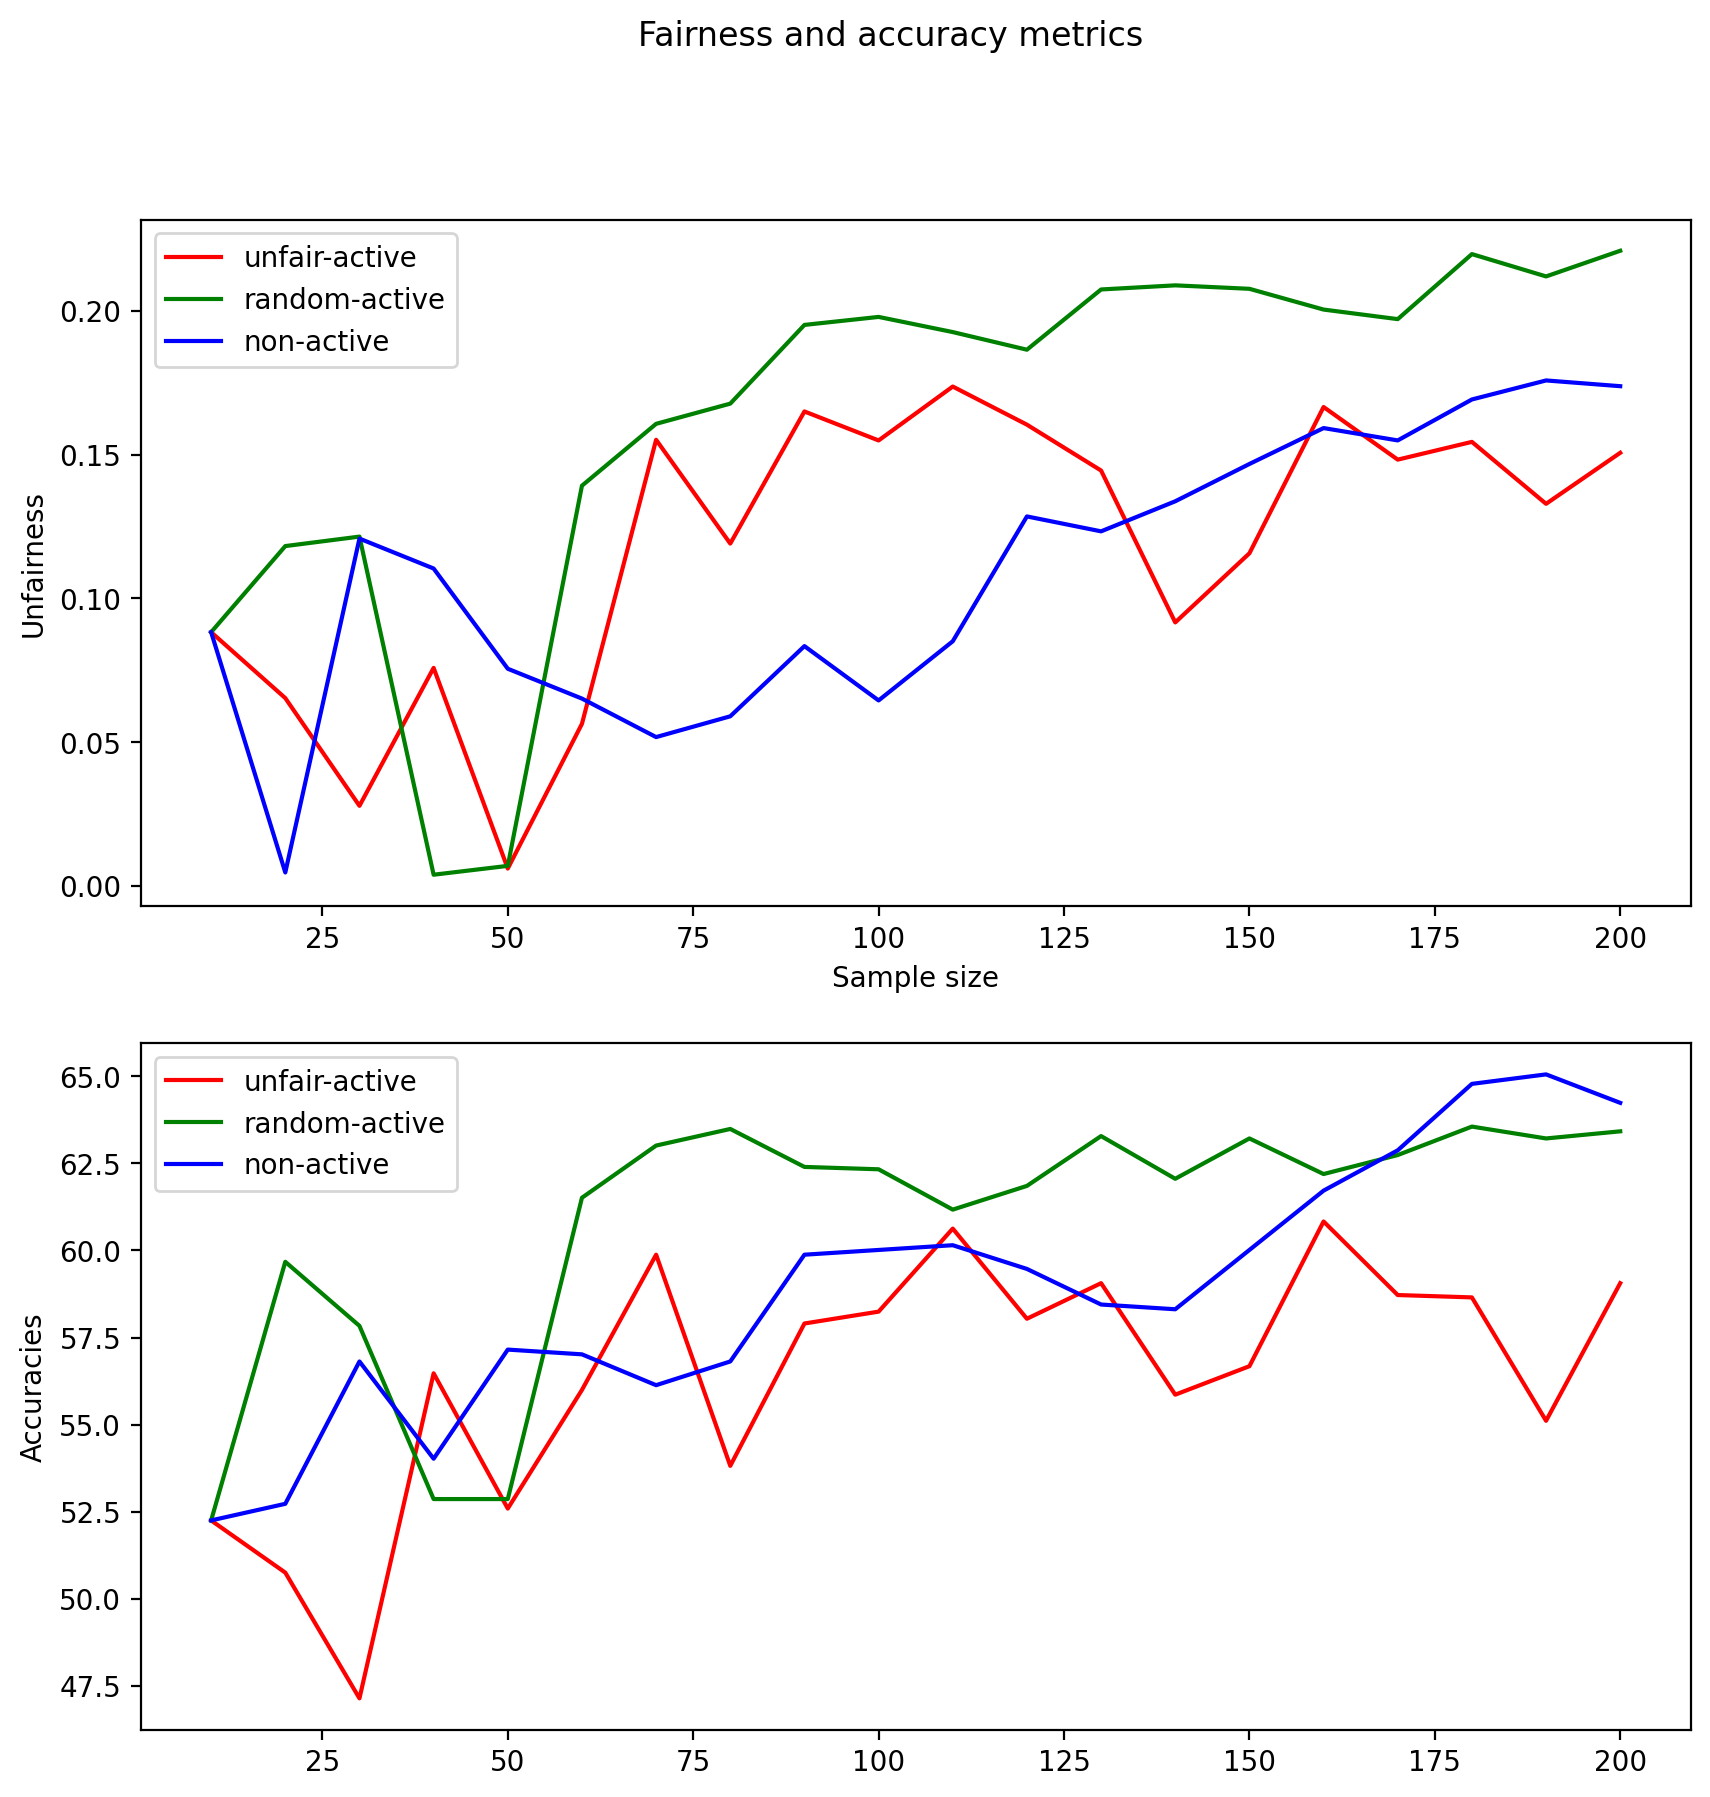 Fairness and accuracy metrics
unfair-active
random-active
non-active
0.20
0.15
0.10
0.05
0.00
Unfairness
25 50 75 100 125 150 175 200
Sample size
unfair-active
random-active
non-active
65.0
62.5
60.0
57.5
55.0
52.5
50.0
47.5
Accuracies
25 50 75 100 125 150 175 200